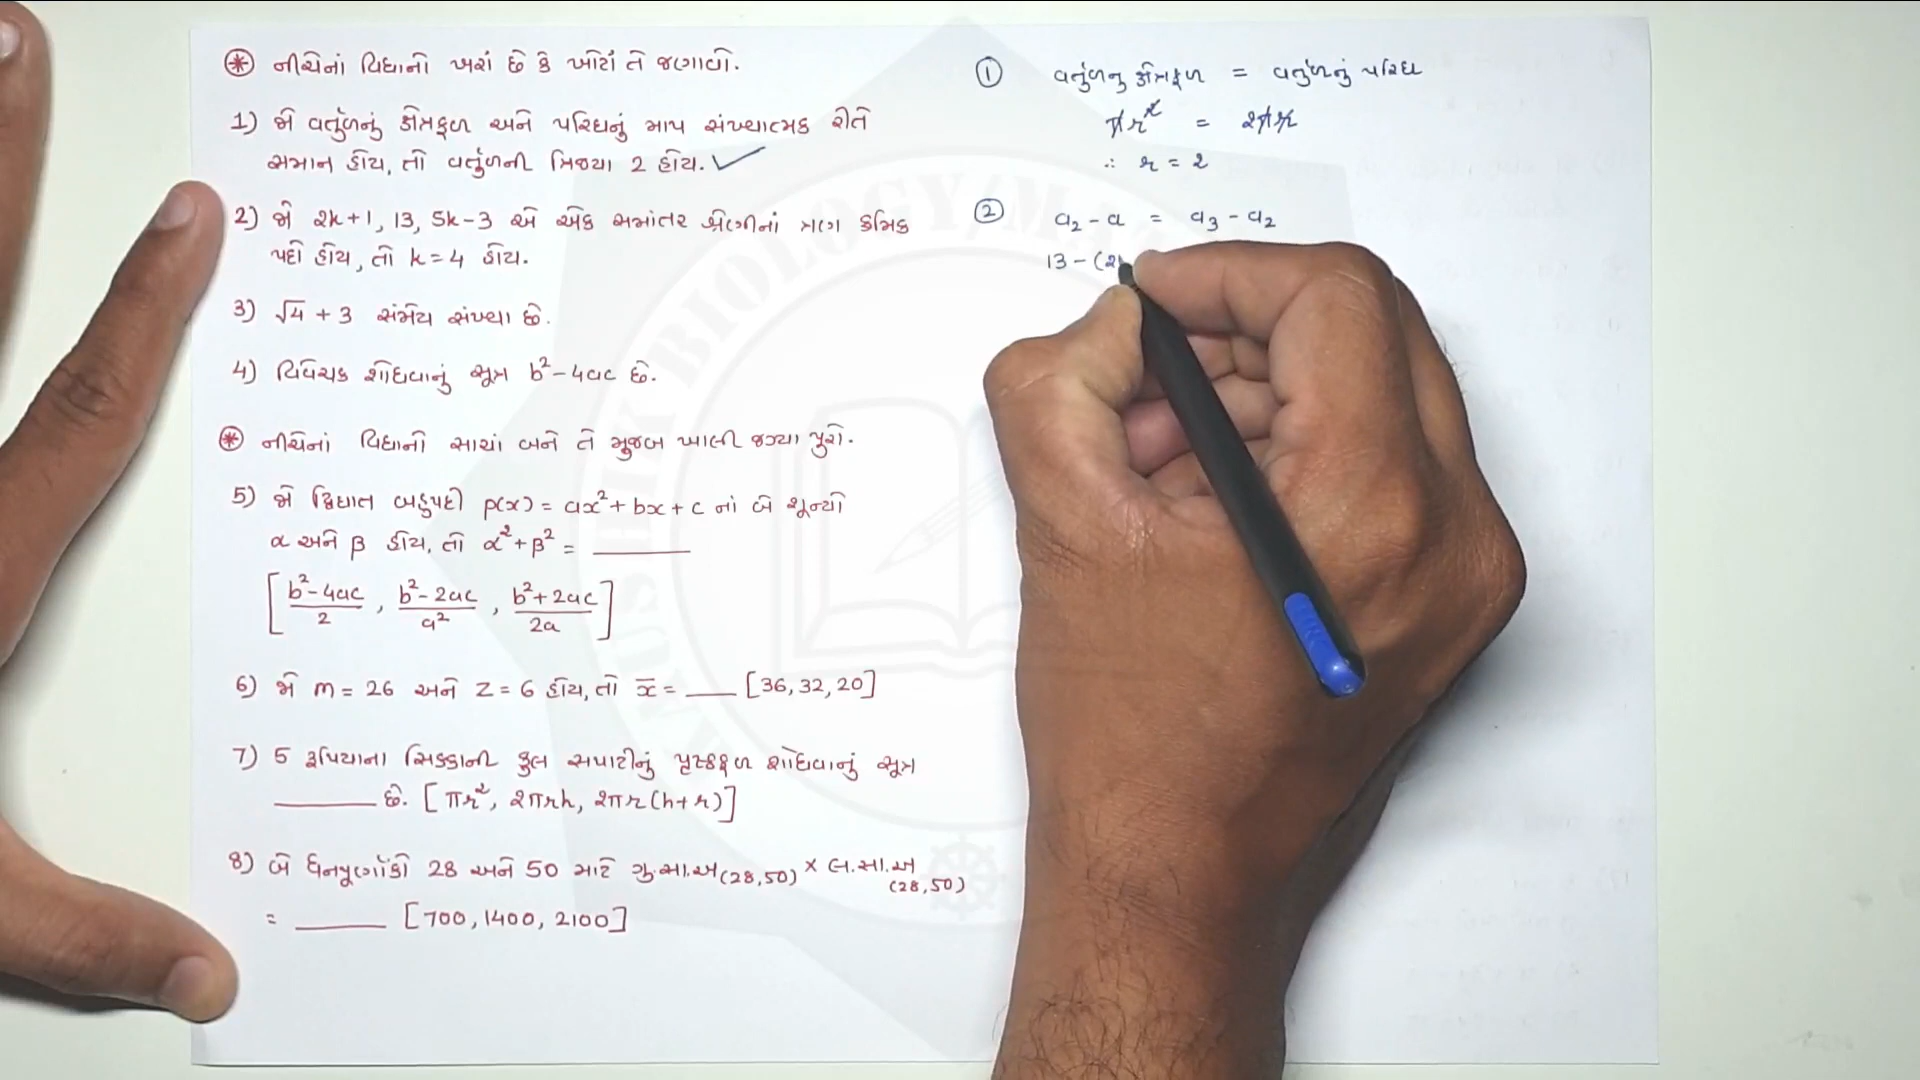 ✱ નીચેનાં વિધાનો ખરાં છે કે ખોટાં તે જણાવો.
1) જો વર્તુળનું ક્ષેત્રફળ અને પરિઘનું માપ સંખ્યાત્મક રીતે
સમાન હોય, તો વર્તુળની ત્રિજ્યા 2 હોય. ✓
2) જો 2k+1, 13, 5k-3 એ એક સમાંતર શ્રેણીનાં ત્રણ ક્રમિક
પદો હોય, તો k=4 હોય.
3) √4 + 3 સંમેય સંખ્યા છે.
4) વિવેચક શોધવાનું સૂત્ર b²-4ac છે.
✱ નીચેનાં વિધાનો સાચાં બને તે મુજબ ખાલી જગ્યા પુરો.
5) જો દ્વિઘાત બહુપદી p(x) = ax²+bx+c નાં બે શૂન્યો
α અને β હોય, તો α²+β² = ______
[ (b²-4ac)/2 , (b²-2ac)/a² , (b²+2ac)/2a ]
6) જો m = 26 અને Z = 6 હોય, તો x̄ = ___ [36, 32, 20]
7) 5 રૂપિયાના સિક્કાની કુલ સપાટીનું પૃષ્ઠફળ શોધવાનું સૂત્ર
______ છે. [πr², 2πrh, 2πr(h+r)]
8) બે ધનપૂર્ણાંકો 28 અને 50 માટે ગુ.સા.અ (28,50) × લ.સા.અ (28,50)
= ______ [700, 1400, 2100]
① વર્તુળનુ ક્ષેત્રફળ = વર્તુળનું પરિઘ
πr² = 2πr
∴ r = 2
② a₂ - a = a₃ - a₂
13 - (2